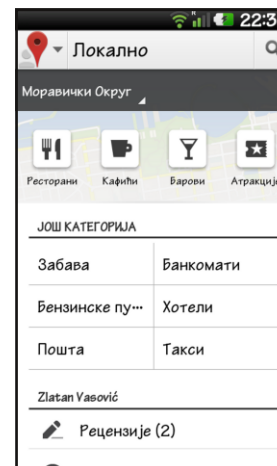 22:3
Локално
Моравички Округ
Ресторани Кафићи Барови Атракције
ЈОШ КАТЕГОРИЈА
Забава Банкомати
Бензинске пу... Хотели
Пошта Такси
Zlatan Vasović
Рецензије (2)